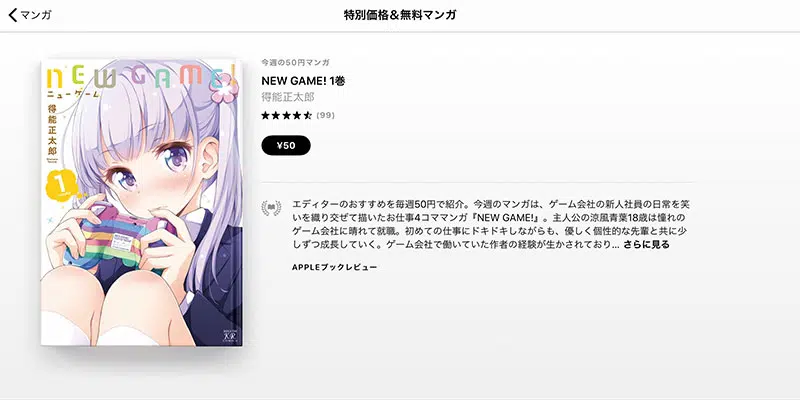 マンガ
特別価格&無料マンガ
NEW GAME!
ニューゲーム
得能正太郎
1
今週の50円マンガ
NEW GAME! 1巻
得能正太郎
(99)
¥50
エディターのおすすめを毎週50円で紹介。今週のマンガは、ゲーム会社の新人社員の日常を笑
いを織り交ぜて描いたお仕事4コママンガ『NEW GAME!』。主人公の涼風青葉18歳は憧れの
ゲーム会社に晴れて就職。初めての仕事にドキドキしながらも、優しく個性的な先輩と共に少
しずつ成長していく。ゲーム会社で働いていた作者の経験が生かされており... さらに見る
APPLEブックレビュー